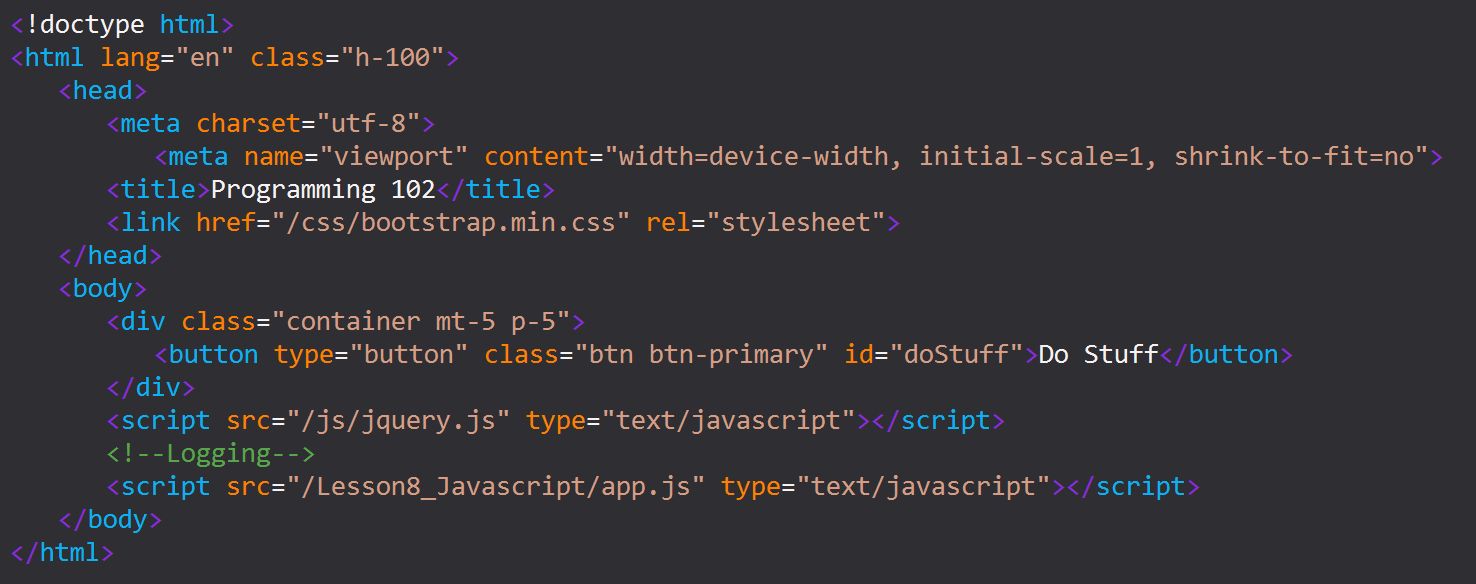 <!doctype html>
<html lang="en" class="h-100">
<head>
<meta charset="utf-8">
<meta name="viewport" content="width=device-width, initial-scale=1, shrink-to-fit=no">
<title>Programming 102</title>
<link href="/css/bootstrap.min.css" rel="stylesheet">
</head>
<body>
<div class="container mt-5 p-5">
<button type="button" class="btn btn-primary" id="doStuff">Do Stuff</button>
</div>
<script src="/js/jquery.js" type="text/javascript"></script>
<!--Logging-->
<script src="/Lesson8_Javascript/app.js" type="text/javascript"></script>
</body>
</html>